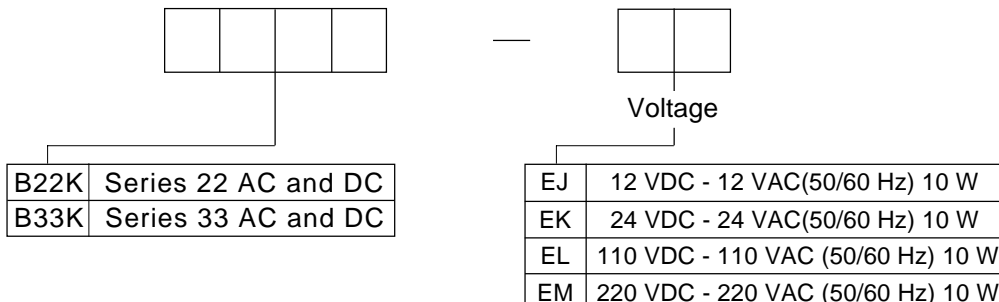 Voltage
B22K Series 22 AC and DC
B33K Series 33 AC and DC
EJ 12 VDC - 12 VAC(50/60 Hz) 10 W
EK 24 VDC - 24 VAC(50/60 Hz) 10 W
EL 110 VDC - 110 VAC (50/60 Hz) 10 W
EM 220 VDC - 220 VAC (50/60 Hz) 10 W